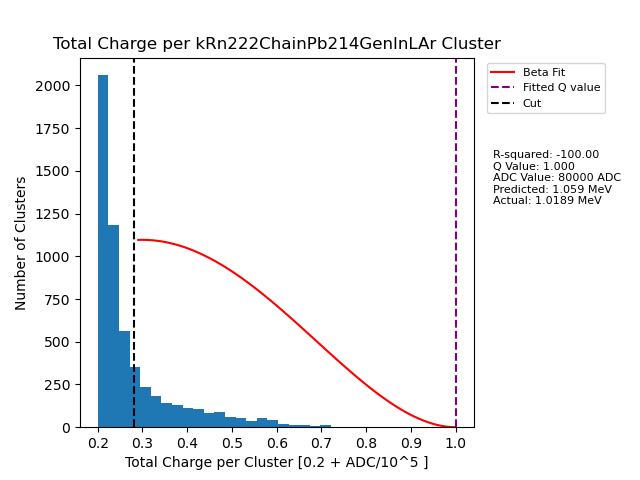 Total Charge per kRn222ChainPb214GenInLAr Cluster
Number of Clusters
2000
1750
1500
1250
1000
750
500
250
0
0.2 0.3 0.4 0.5 0.6 0.7 0.8 0.9 1.0
Total Charge per Cluster [0.2 + ADC/10^5 ]
Beta Fit
Fitted Q value
Cut
R-squared: -100.00
Q Value: 1.000
ADC Value: 80000 ADC
Predicted: 1.059 MeV
Actual: 1.0189 MeV